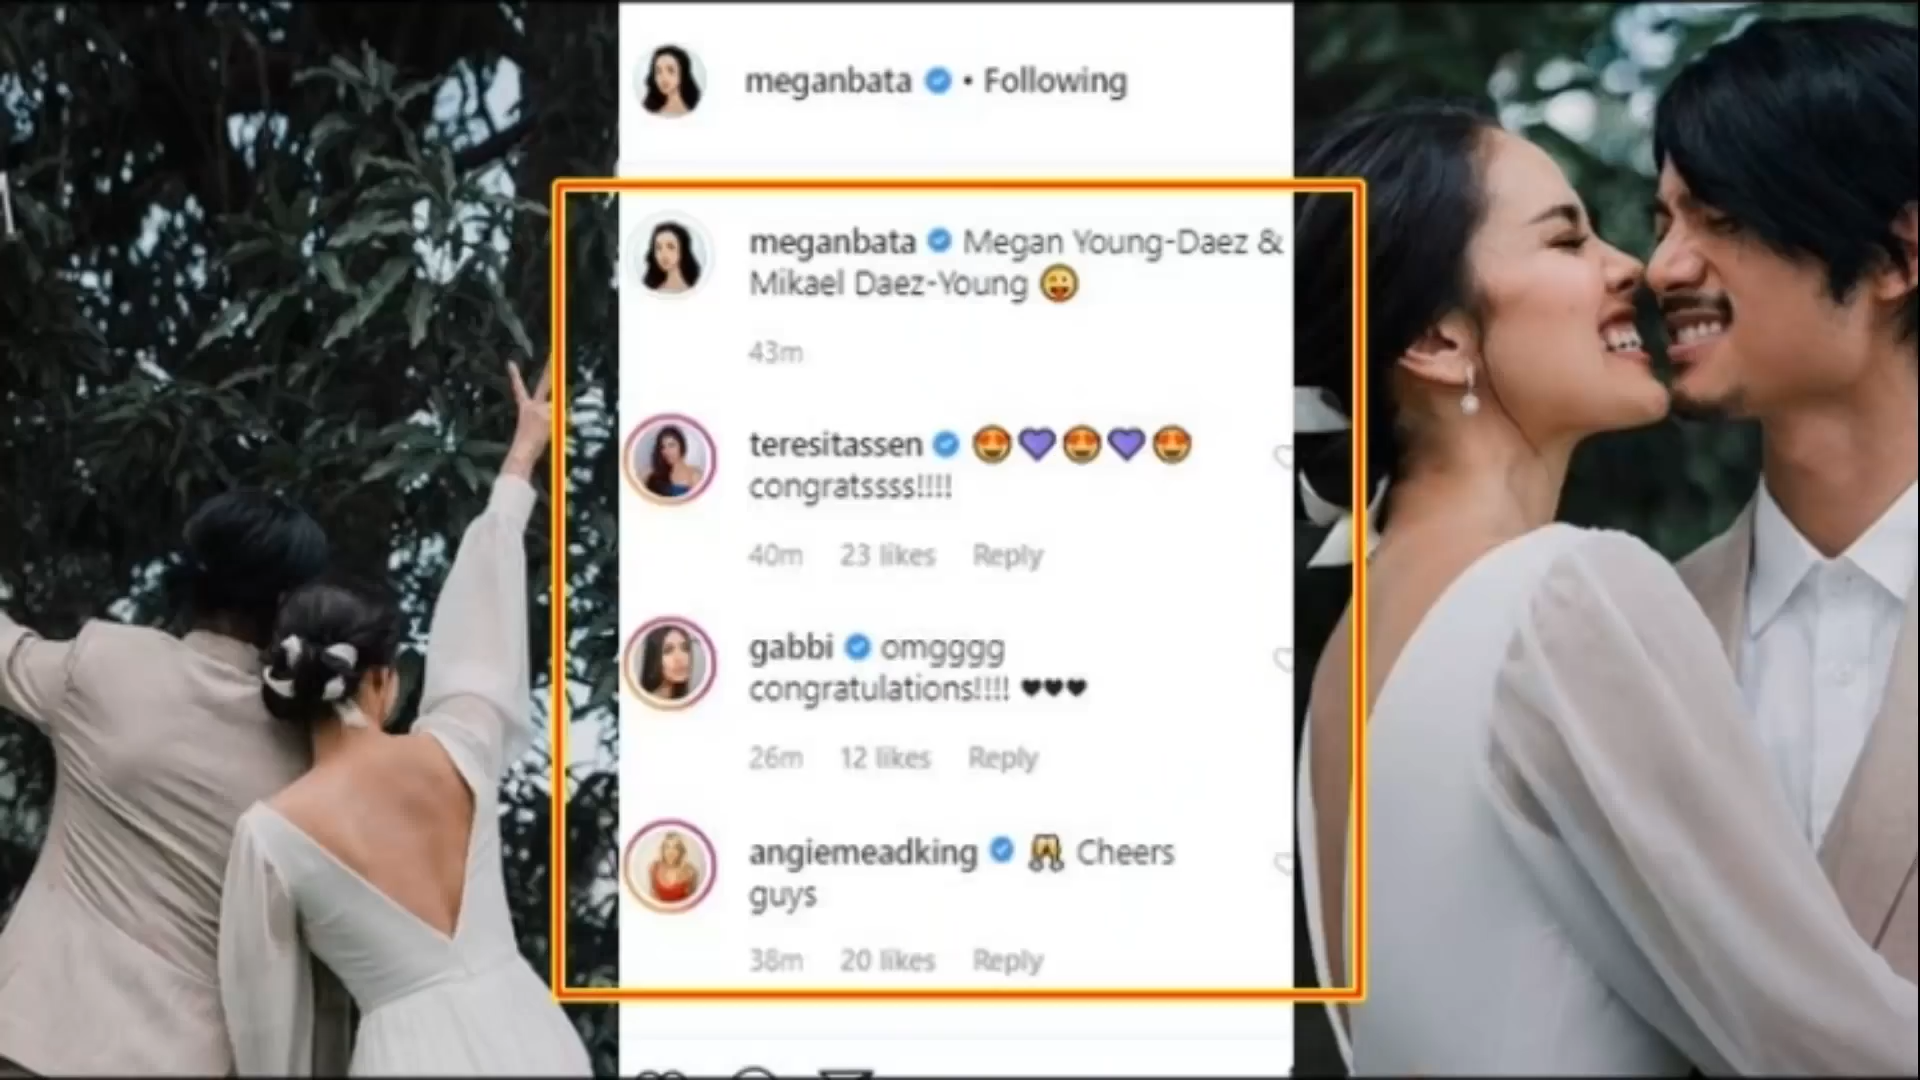 meganbata • Following
meganbata Megan Young-Daez &
Mikael Daez-Young 😜
43m
teresitassen 😍💜😍💜😍
congratssss!!!!
40m 23 likes Reply
gabbi omgggg
congratulations!!!! ♥♥♥
26m 12 likes Reply
angiemeadking 🥂 Cheers
guys
38m 20 likes Reply